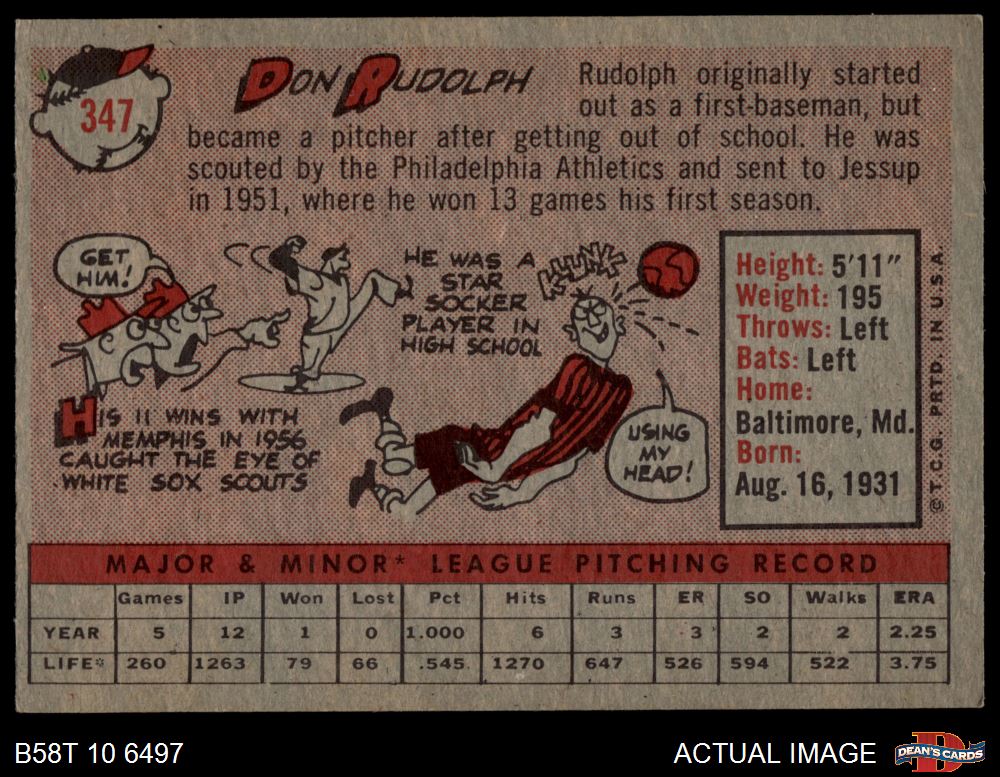 347
DON RUDOLPH
Rudolph originally started
out as a first-baseman, but
became a pitcher after getting out of school. He was
scouted by the Philadelphia Athletics and sent to Jessup
in 1951, where he won 13 games his first season.
GET
HIM!
HIS 11 WINS WITH
MEMPHIS IN 1956
CAUGHT THE EYE OF
WHITE SOX SCOUTS
HE WAS A
STAR
SOCKER
PLAYER IN
HIGH SCHOOL
KLUNK
USING
MY
HEAD!
Height: 5'11"
Weight: 195
Throws: Left
Bats: Left
Home:
Baltimore, Md.
Born:
Aug. 16, 1931
© T.C.G. PRTD. IN U.S.A.
MAJOR & MINOR* LEAGUE PITCHING RECORD
Games IP Won Lost Pct Hits Runs ER SO Walks ERA
YEAR 5 12 1 0 1.000 6 3 3 2 2 2.25
LIFE* 260 1263 79 66 .545 1270 647 526 594 522 3.75
B58T 10 6497
ACTUAL IMAGE
DEAN'S CARDS